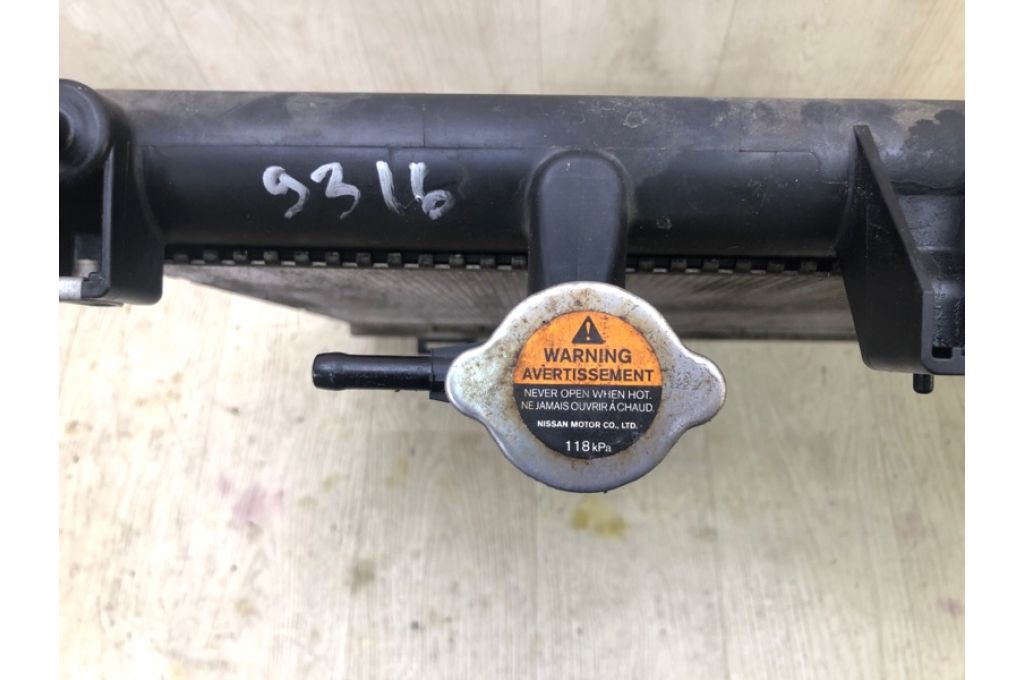 9316
WARNING
AVERTISSEMENT
NEVER OPEN WHEN HOT.
NE JAMAIS OUVRIR À CHAUD.
NISSAN MOTOR CO., LTD.
118 kPa